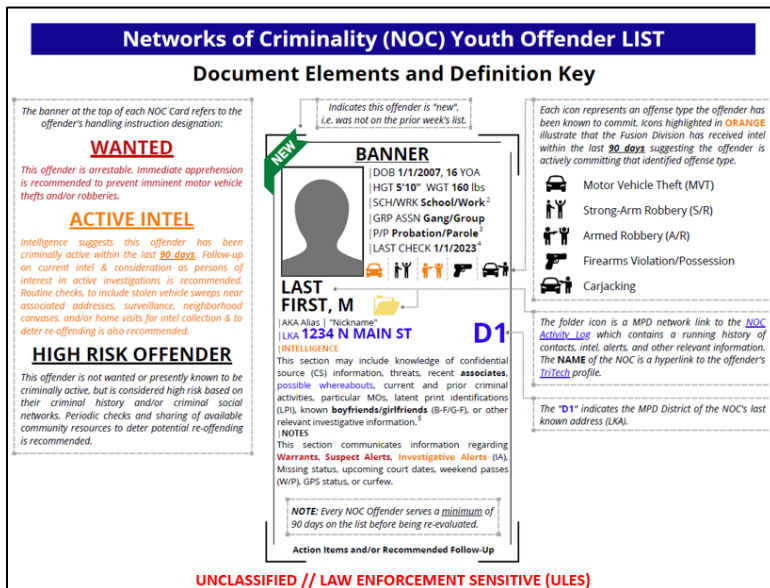 Networks of Criminality (NOC) Youth Offender LIST
Document Elements and Definition Key
The banner at the top of each NOC Card refers to the
offender's handling instruction designation:
WANTED
This offender is arrestable. Immediate apprehension
is recommended to prevent imminent motor vehicle
thefts and/or robberies.
ACTIVE INTEL
Intelligence suggests this offender has been
criminally active within the last 90 days. Follow-up
on current intel & consideration as persons of
interest in active investigations is recommended.
Routine checks, to include stolen vehicle sweeps near
associated addresses, surveillance, neighborhood
canvases, and/or home visits for intel collection & to
deter re-offending is also recommended.
HIGH RISK OFFENDER
This offender is not wanted or presently known to be
criminally active, but is considered high risk based on
their criminal history and/or criminal social
networks. Periodic checks and sharing of available
community resources to deter potential re-offending
is recommended.
Indicates this offender is "new",
i.e. was not on the prior week's list.
NEW
BANNER
|DOB 1/1/2007, 16 YOA
|HGT 5'10" WGT 160 lbs
|SCH/WRK School/Work²
|GRP ASSN Gang/Group
|P/P Probation/Parole³
|LAST CHECK 1/1/2023⁴
LAST
FIRST, M
|AKA Alias | "Nickname"
|LKA 1234 N MAIN ST
D1
|INTELLIGENCE
This section may include knowledge of confidential
source (CS) information, threats, recent associates,
possible whereabouts, current and prior criminal
activities, particular MOs, latent print identifications
(LPI), known boyfriends/girlfriends (B-F/G-F), or other
relevant investigative information.⁵
|NOTES
This section communicates information regarding
Warrants, Suspect Alerts, Investigative Alerts (IA),
Missing status, upcoming court dates, weekend passes
(W/P), GPS status, or curfew.
NOTE: Every NOC Offender serves a minimum of
90 days on the list before being re-evaluated.
Action Items and/or Recommended Follow-Up
Each icon represents an offense type the offender has
been known to commit. Icons highlighted in ORANGE
illustrate that the Fusion Division has received intel
within the last 90 days suggesting the offender is
actively committing that identified offense type.
Motor Vehicle Theft (MVT)
Strong-Arm Robbery (S/R)
Armed Robbery (A/R)
Firearms Violation/Possession
Carjacking
The folder icon is a MPD network link to the NOC
Activity Log which contains a running history of
contacts, intel, alerts, and other relevant information.
The NAME of the NOC is a hyperlink to the offender's
TriTech profile.
The "D1" indicates the MPD District of the NOC's last
known address (LKA).
UNCLASSIFIED // LAW ENFORCEMENT SENSITIVE (ULES)